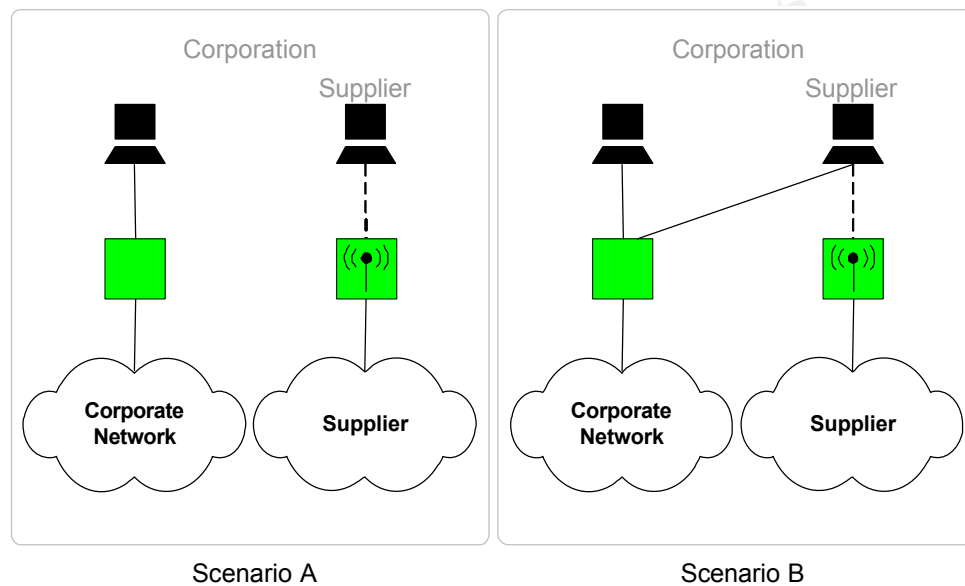 Corporation
Supplier
Corporate
Network
Supplier
Scenario A
Corporation
Supplier
Corporate
Network
Supplier
Scenario B